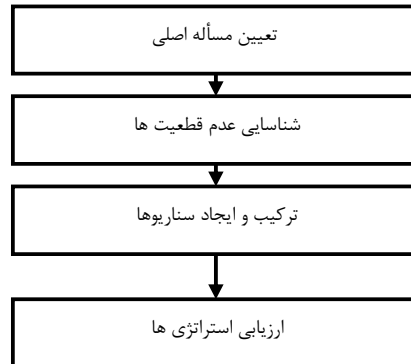 تعیین مسأله اصلی
شناسایی عدم قطعیت ها
ترکیب و ایجاد سناریوها
ارزیابی استراتژی ها